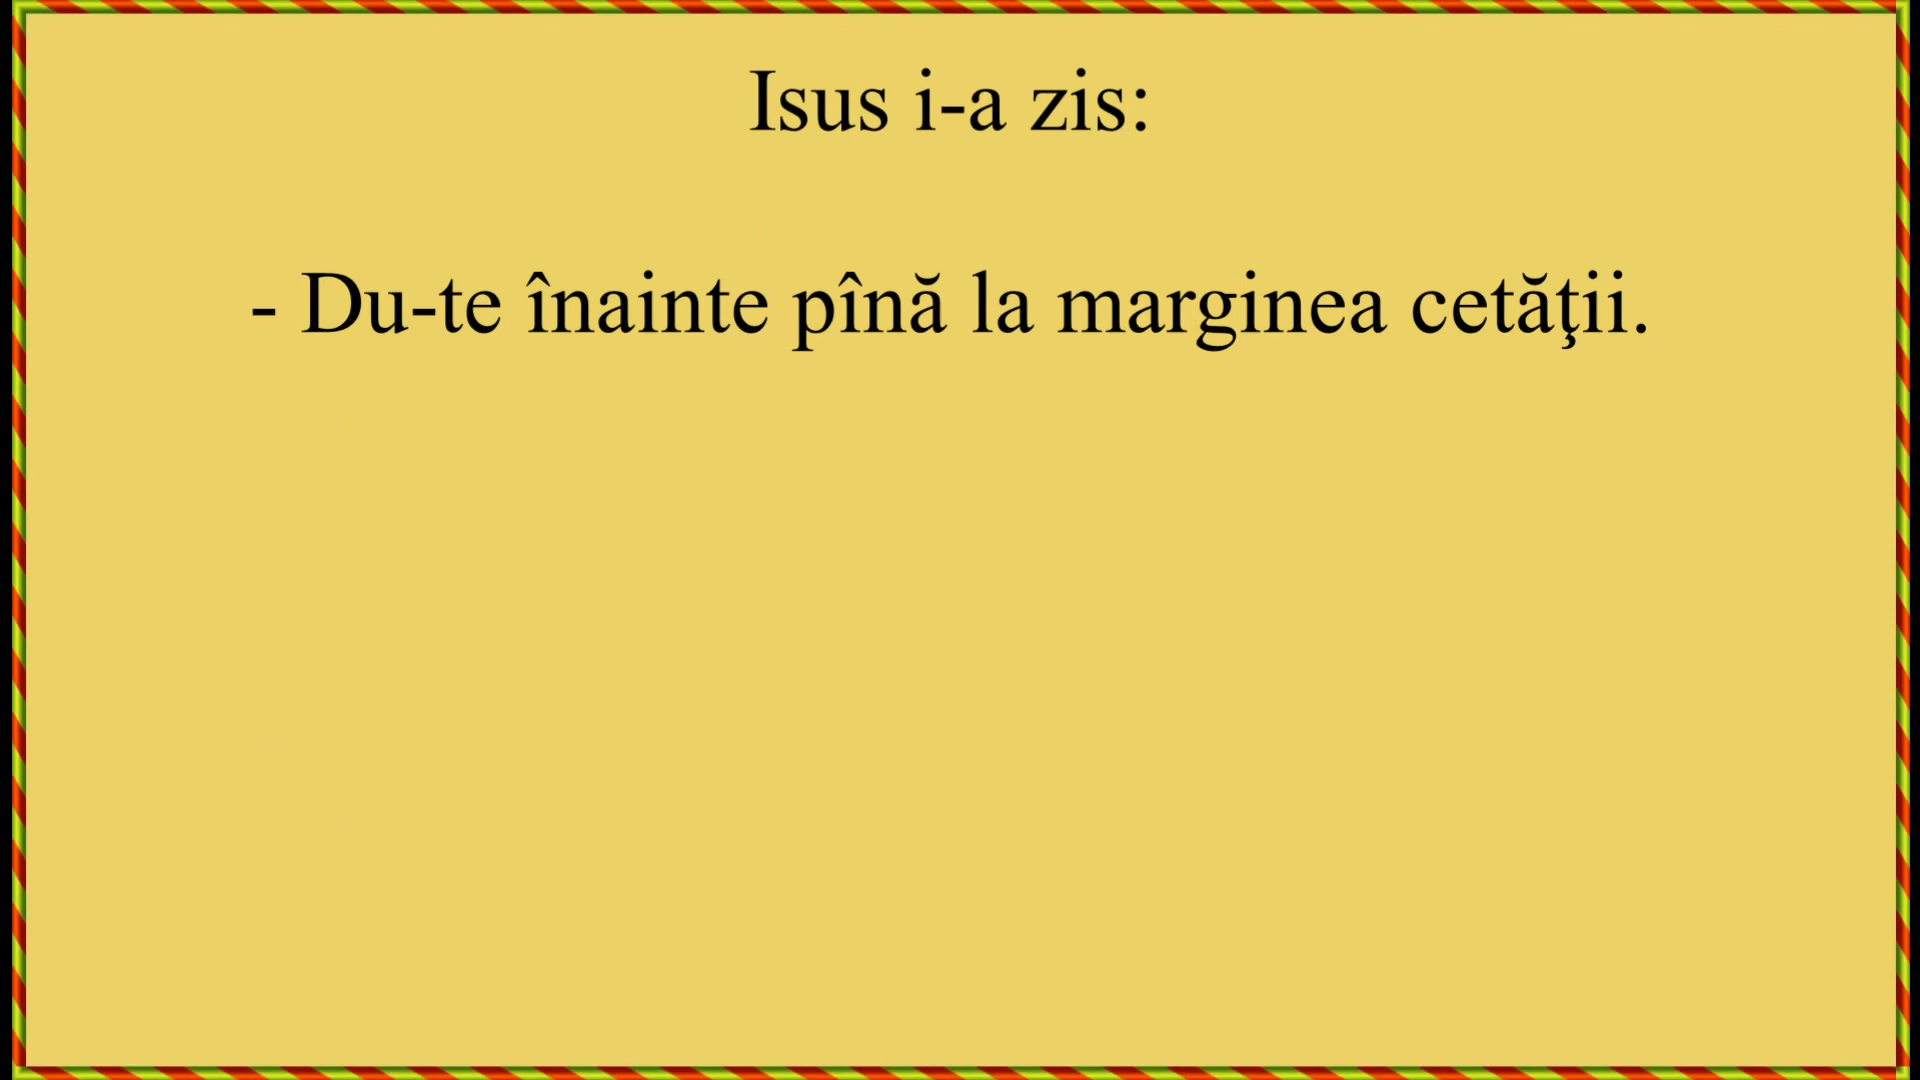 Isus i-a zis:
- Du-te înainte pînă la marginea cetăţii.